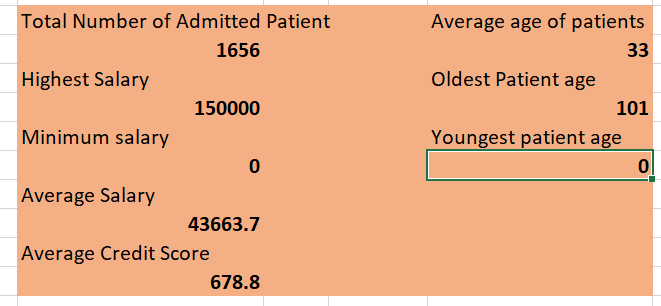 Total Number of Admitted Patient
Average age of patients
1656
33
Highest Salary
Oldest Patient age
150000
101
Minimum salary
Youngest patient age
0
0
Average Salary
43663.7
Average Credit Score
678.8